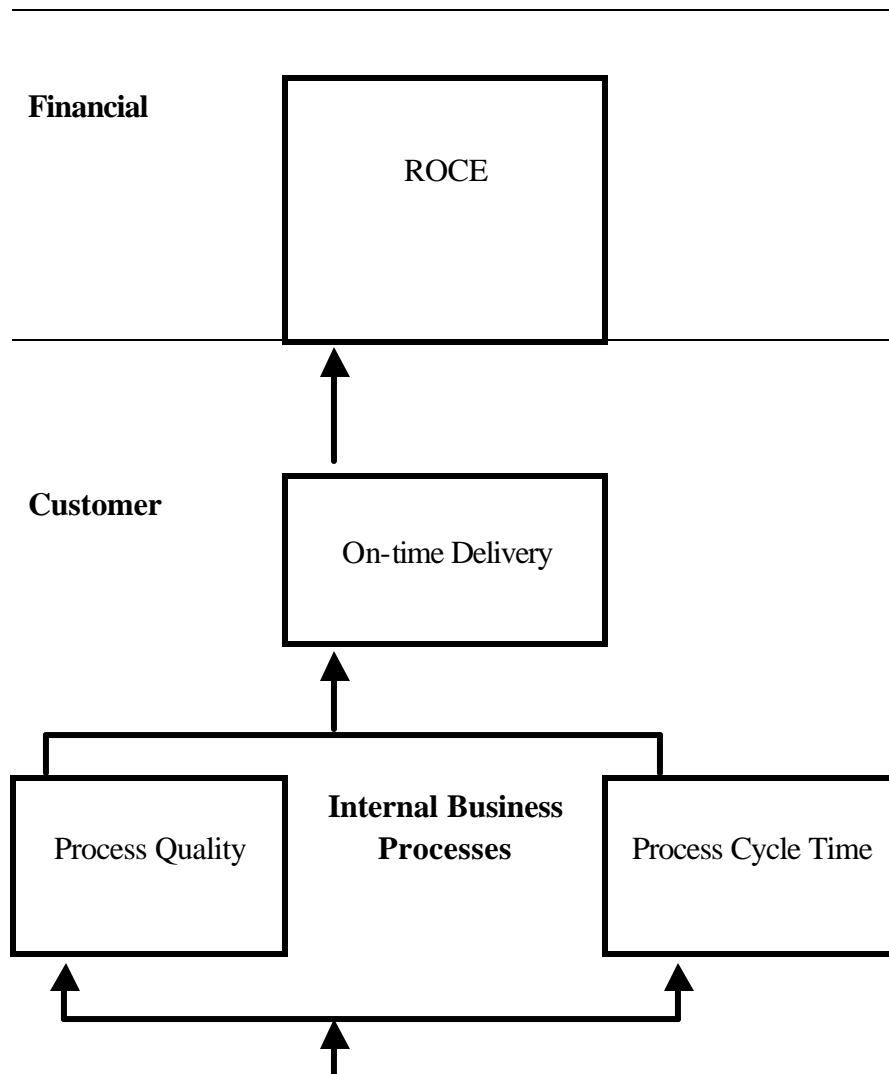 Financial
ROCE
Customer
On-time Delivery
Internal Business
Processes
Process Quality
Process Cycle Time